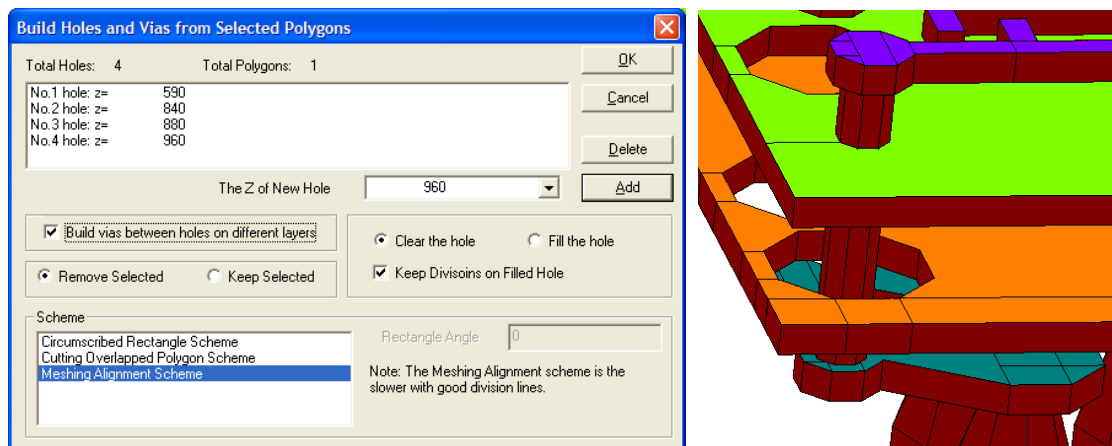 Build Holes and Vias from Selected Polygons
Total Holes: 4 Total Polygons: 1
OK
No.1 hole: z= 590
No.2 hole: z= 840
No.3 hole: z= 880
No.4 hole: z= 960
Cancel
Delete
The Z of New Hole 960 Add
Build vias between holes on different layers
Clear the hole Fill the hole
Remove Selected Keep Selected
Keep Divisoins on Filled Hole
Scheme
Circumscribed Rectangle Scheme
Cutting Overlapped Polygon Scheme
Meshing Alignment Scheme
Rectangle Angle 0
Note: The Meshing Alignment scheme is the
slower with good division lines.